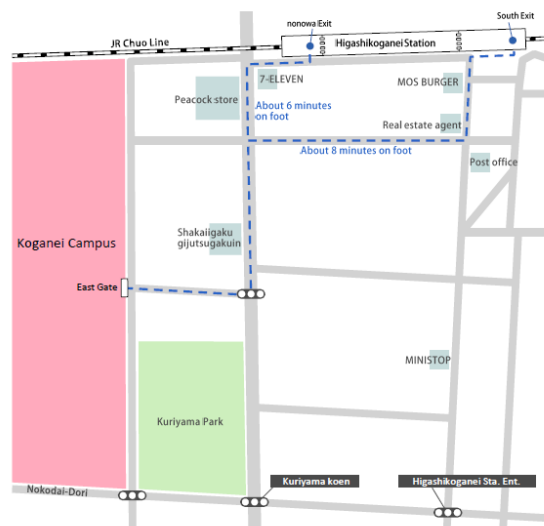 South Exit
nonowa Exit
JR Chuo Line
Higashikoganei Station
7-ELEVEN
MOS BURGER
Peacock store
About 6 minutes
on foot
Real estate agent
About 8 minutes on foot
Post office
Shakaiigaku
gijutsugakuin
Koganei Campus
East Gate
MINISTOP
Kuriyama Park
Nokodai-Dori
Kuriyama koen
Higashikoganei Sta. Ent.